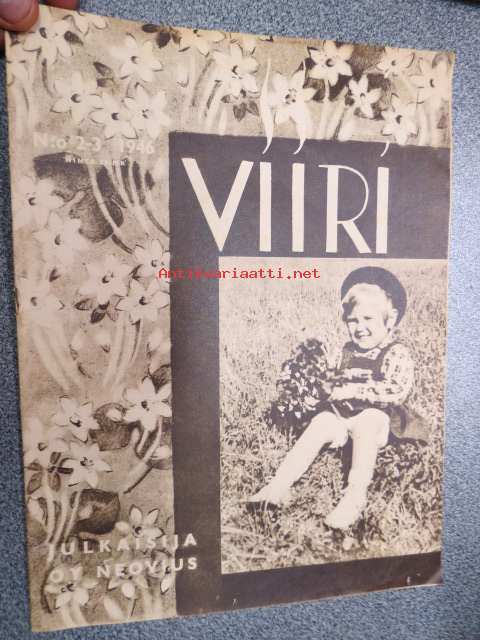 N:o 2-3 1946
VIIRI
Antikvariaatti.net
JULKAISIJA
OY NEOVIUS